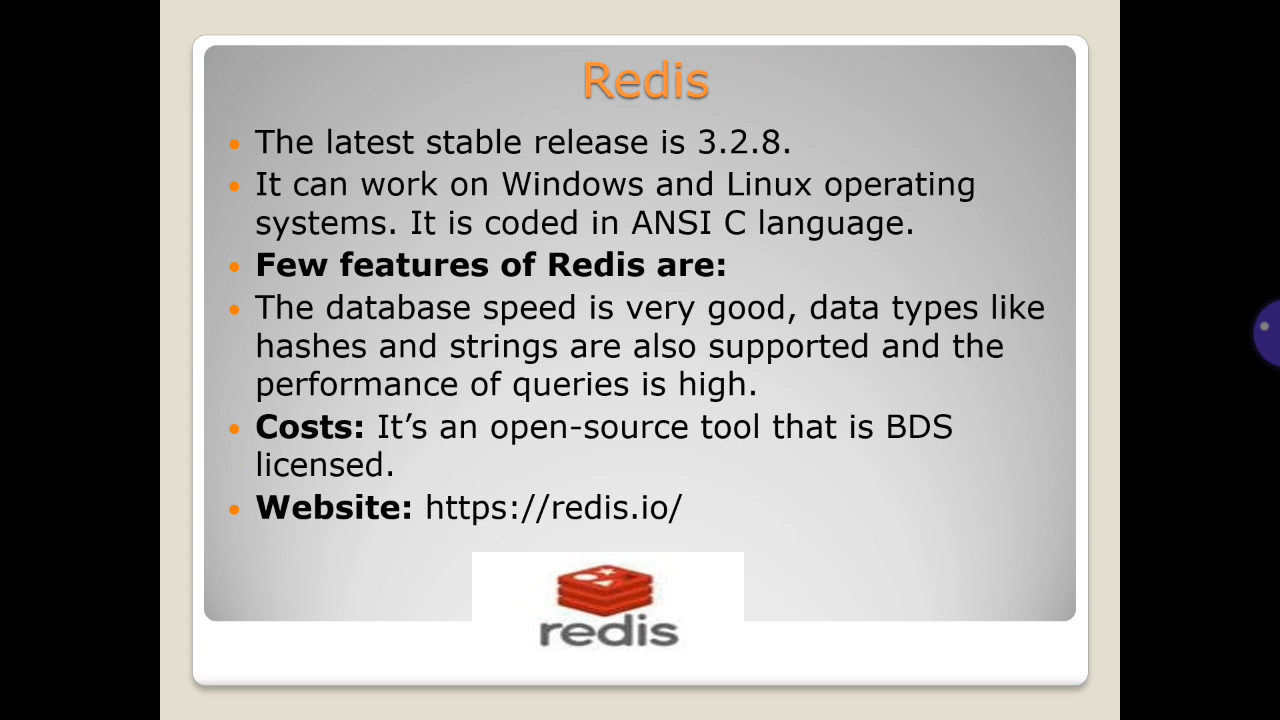 Redis
The latest stable release is 3.2.8.
It can work on Windows and Linux operating
systems. It is coded in ANSI C language.
Few features of Redis are:
The database speed is very good, data types like
hashes and strings are also supported and the
performance of queries is high.
Costs: It’s an open-source tool that is BDS
licensed.
Website: https://redis.io/
redis